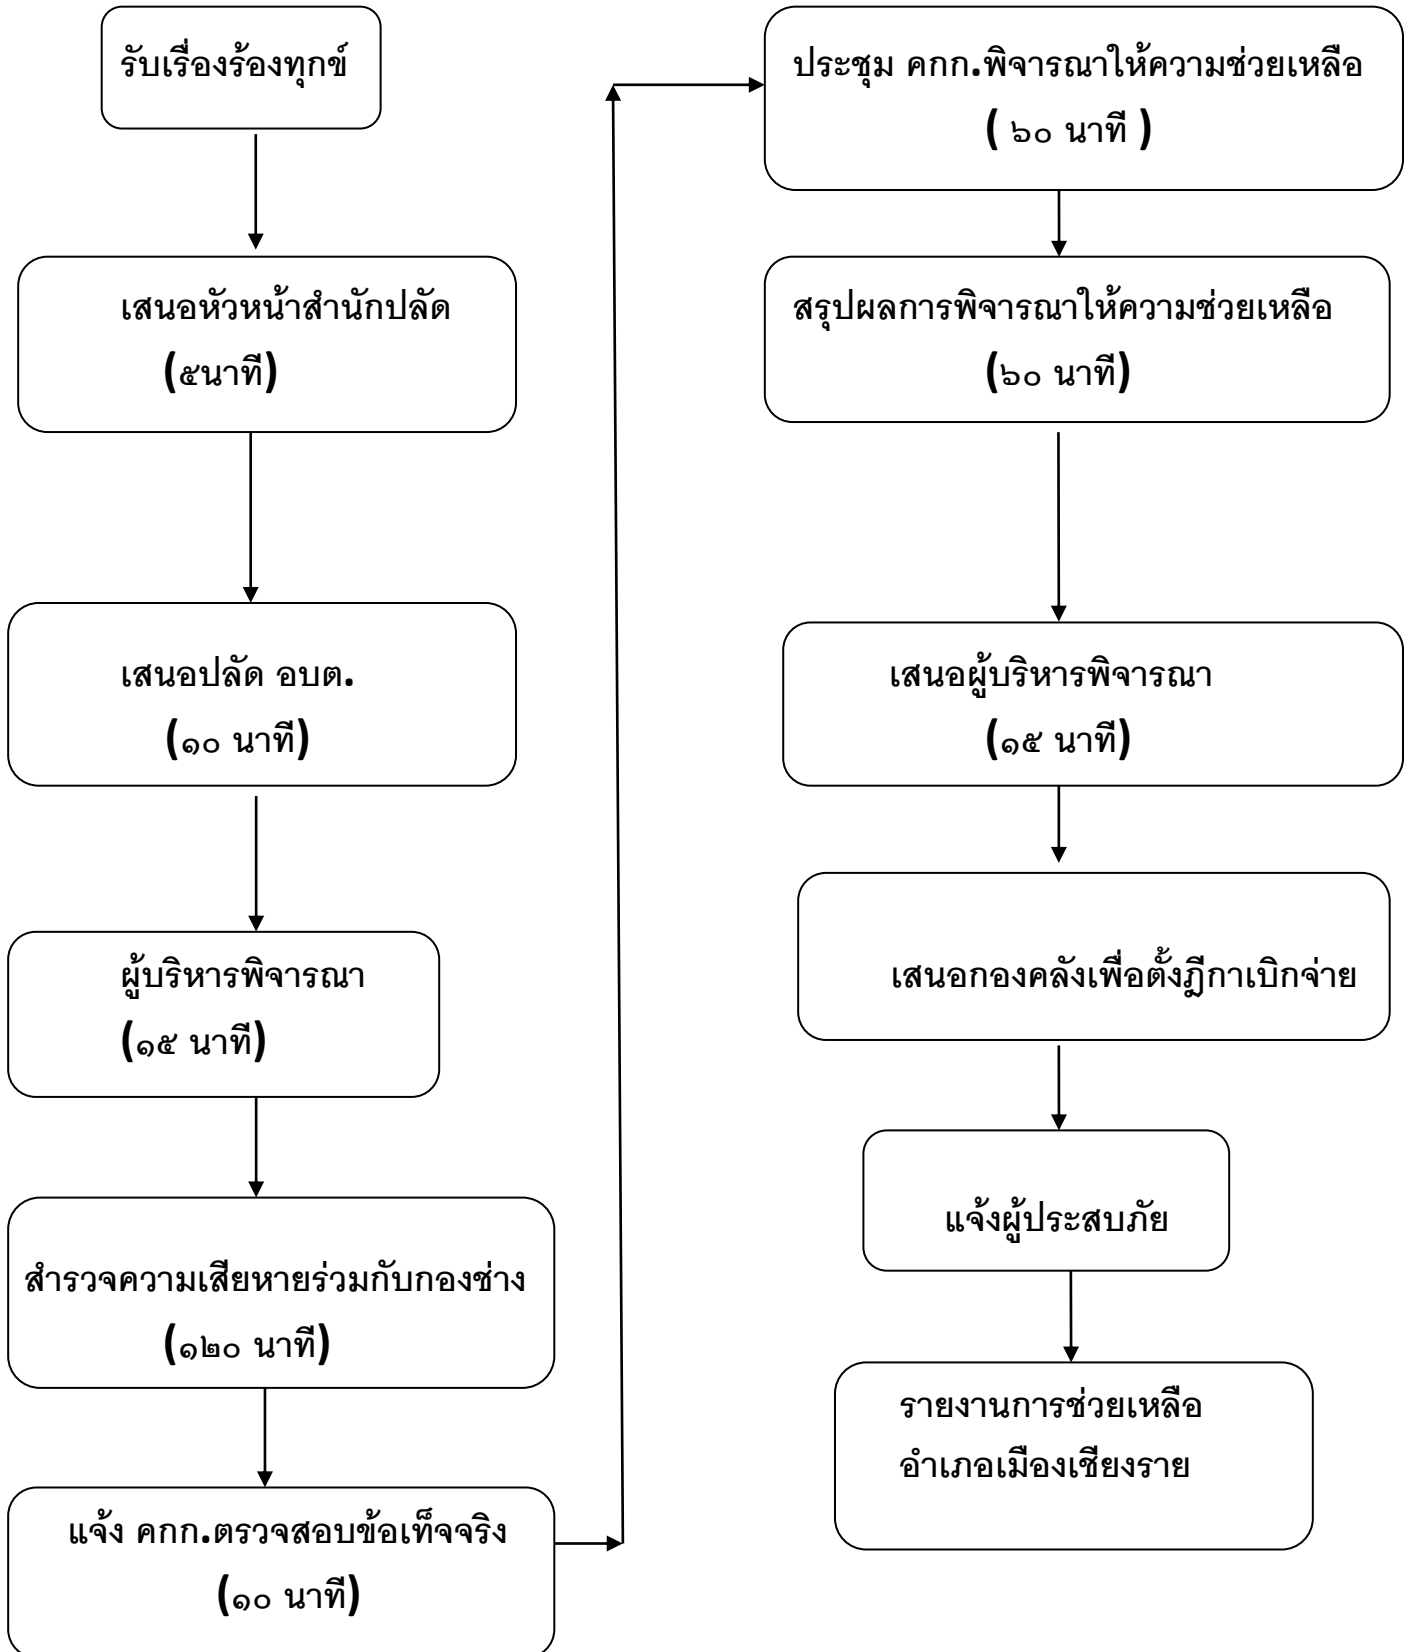 รับเรื่องร้องทุกข์
เสนอหัวหน้าสำนักปลัด
(๕นาที)
เสนอปลัด อบต.
(๑๐ นาที)
ผู้บริหารพิจารณา
(๑๕ นาที)
สำรวจความเสียหายร่วมกับกองช่าง
(๑๒๐ นาที)
แจ้ง คกก.ตรวจสอบข้อเท็จจริง
(๑๐ นาที)
ประชุม คกก.พิจารณาให้ความช่วยเหลือ
( ๖๐ นาที )
สรุปผลการพิจารณาให้ความช่วยเหลือ
(๖๐ นาที)
เสนอผู้บริหารพิจารณา
(๑๕ นาที)
เสนอกองคลังเพื่อตั้งฎีกาเบิกจ่าย
แจ้งผู้ประสบภัย
รายงานการช่วยเหลือ
อำเภอเมืองเชียงราย